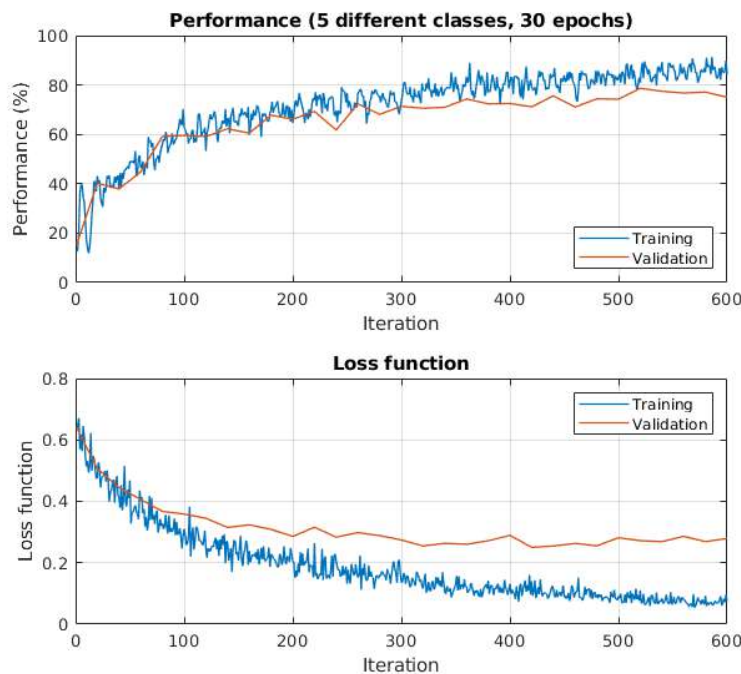 Performance (5 different classes, 30 epochs)
100
80
60
40
20
0
Performance (%)
Training
Validation
0 100 200 300 400 500 600
Iteration
Loss function
0.8
0.6
0.4
0.2
0
Loss function
Training
Validation
0 100 200 300 400 500 600
Iteration